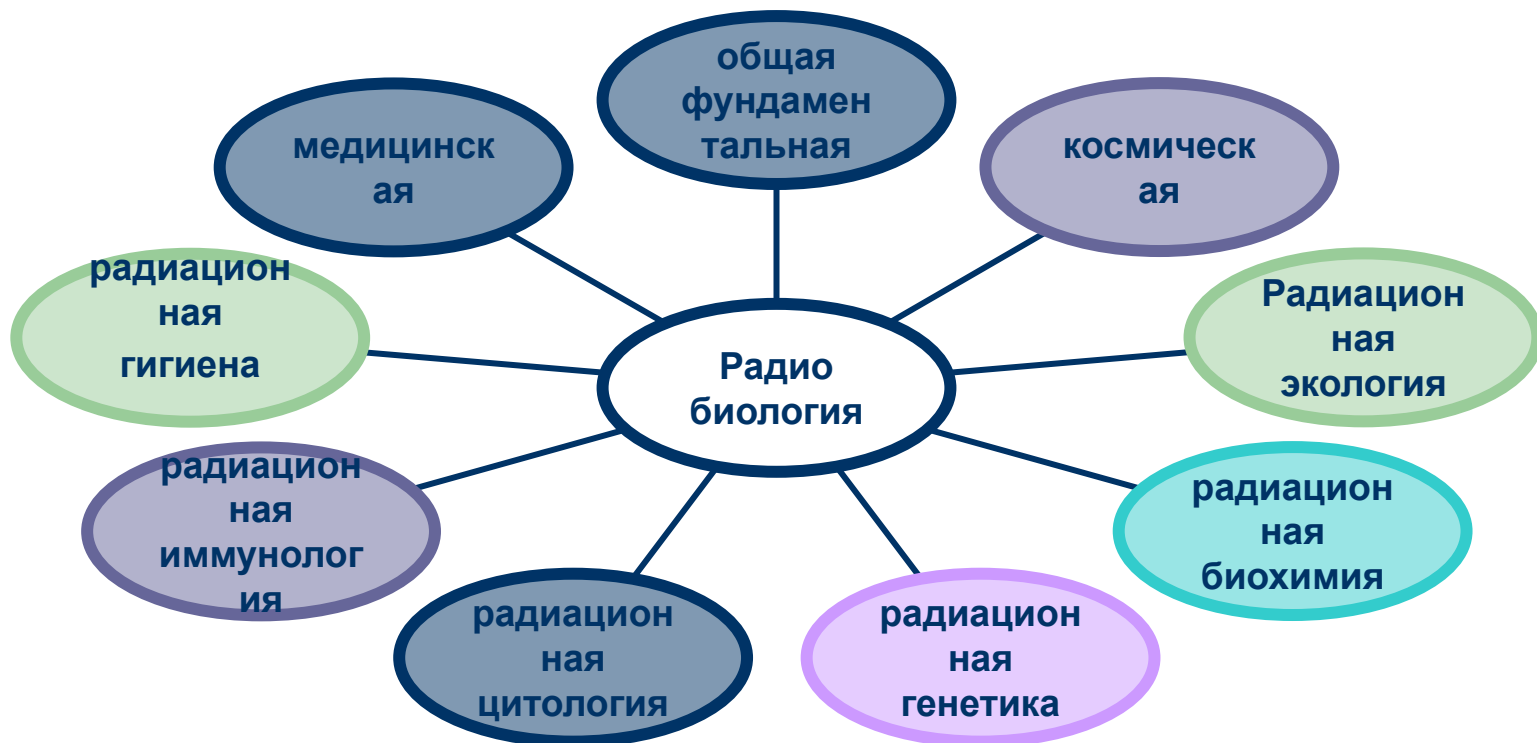 общая
фундамен
тальная
медицинск
ая
космическ
ая
радиацион
ная
гигиена
Радиацион
ная
экология
Радио
биология
радиацион
ная
иммунолог
ия
радиацион
ная
биохимия
радиацион
ная
цитология
радиацион
ная
генетика